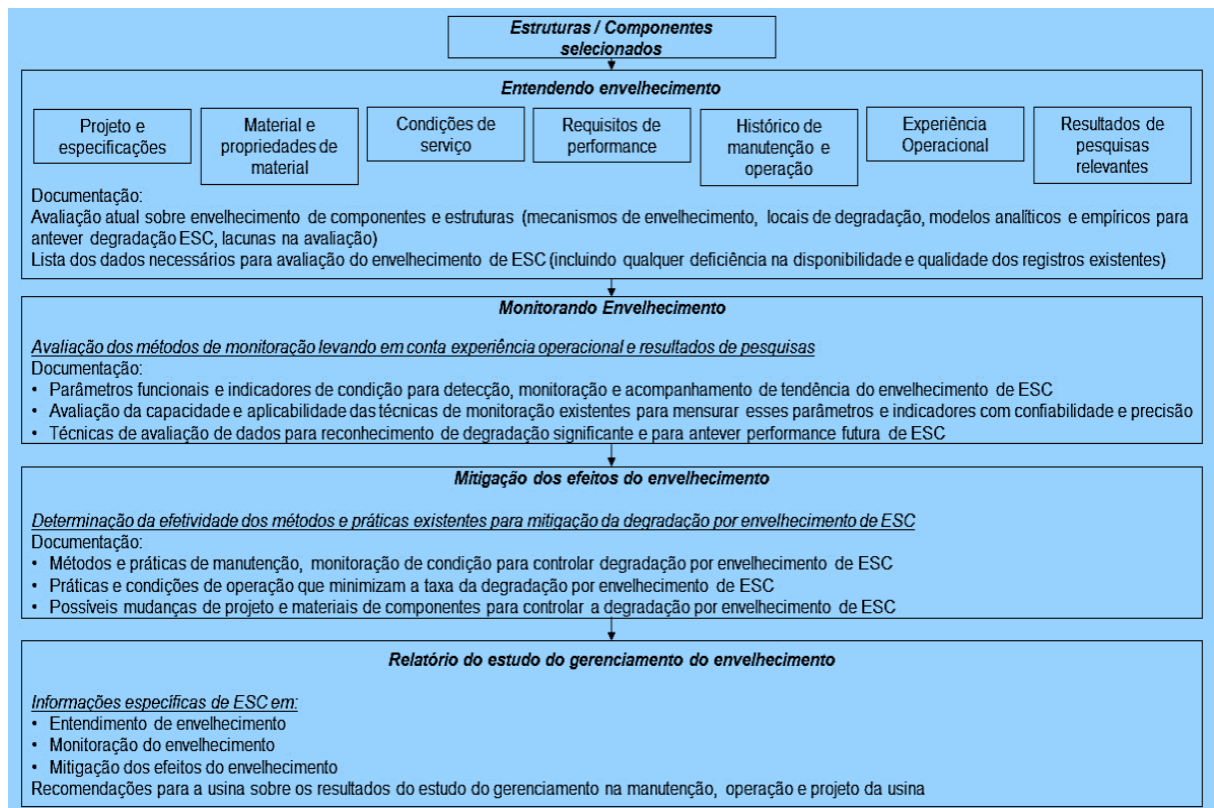 Estruturas / Componentes
selecionados
Entendendo envelhecimento
Projeto e
especificações
Material e
propriedades de
material
Condições de
serviço
Requisitos de
performance
Histórico de
manutenção e
operação
Experiência
Operacional
Resultados de
pesquisas
relevantes
Documentação:
Avaliação atual sobre envelhecimento de componentes e estruturas (mecanismos de envelhecimento, locais de degradação, modelos analíticos e empíricos para
antever degradação ESC, lacunas na avaliação)
Lista dos dados necessários para avaliação do envelhecimento de ESC (incluindo qualquer deficiência na disponibilidade e qualidade dos registros existentes)
Monitorando Envelhecimento
Avaliação dos métodos de monitoração levando em conta experiência operacional e resultados de pesquisas
Documentação:
• Parâmetros funcionais e indicadores de condição para detecção, monitoração e acompanhamento de tendência do envelhecimento de ESC
• Avaliação da capacidade e aplicabilidade das técnicas de monitoração existentes para mensurar esses parâmetros e indicadores com confiabilidade e precisão
• Técnicas de avaliação de dados para reconhecimento de degradação significante e para antever performance futura de ESC
Mitigação dos efeitos do envelhecimento
Determinação da efetividade dos métodos e práticas existentes para mitigação da degradação por envelhecimento de ESC
Documentação:
• Métodos e práticas de manutenção, monitoração de condição para controlar degradação por envelhecimento de ESC
• Práticas e condições de operação que minimizam a taxa da degradação por envelhecimento de ESC
• Possíveis mudanças de projeto e materiais de componentes para controlar a degradação por envelhecimento de ESC
Relatório do estudo do gerenciamento do envelhecimento
Informações específicas de ESC em:
• Entendimento de envelhecimento
• Monitoração do envelhecimento
• Mitigação dos efeitos do envelhecimento
Recomendações para a usina sobre os resultados do estudo do gerenciamento na manutenção, operação e projeto da usina